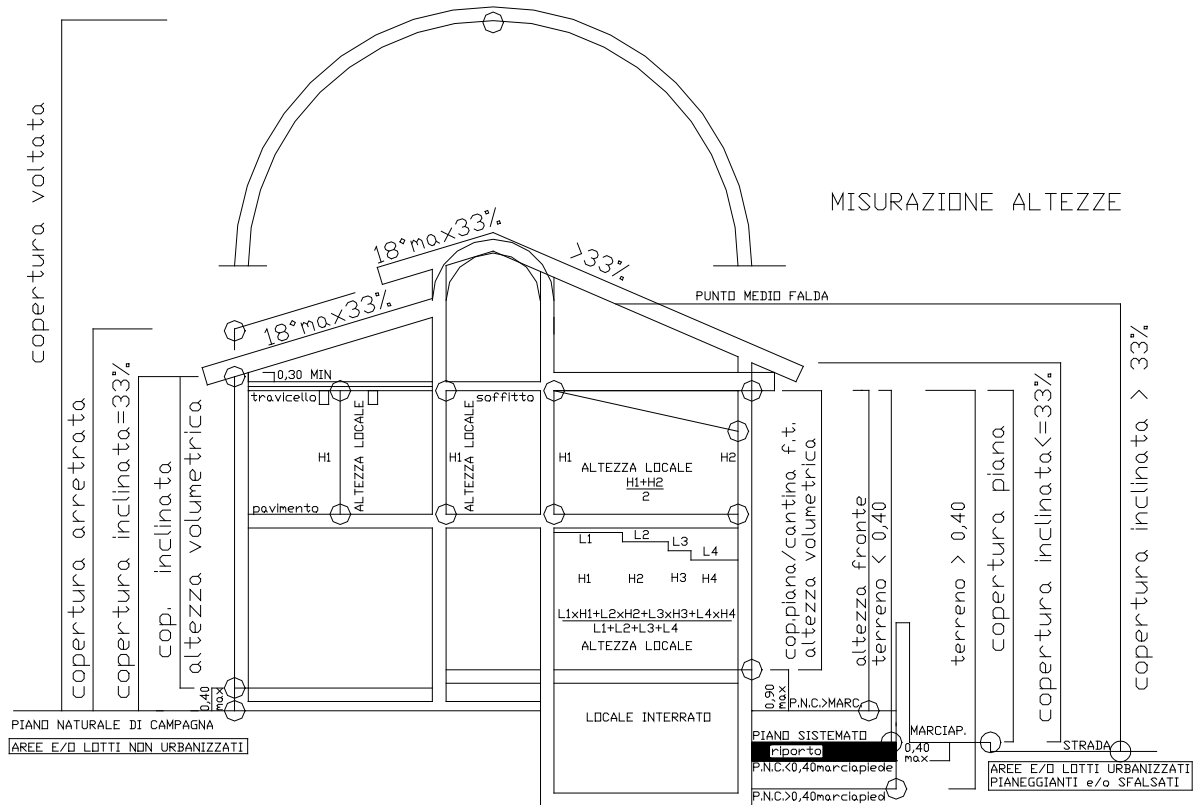 copertura voltata
MISURAZIONE ALTEZZE
18°max33%
>33%
18°max33%
PUNTO MEDIO FALDA
0,30 MIN
travicello
soffitto
H1
ALTEZZA LOCALE
H1
ALTEZZA LOCALE
H1
H2
ALTEZZA LOCALE
H1+H2
2
pavimento
L1
L2
L3
L4
H1
H2
H3
H4
L1xH1+L2xH2+L3xH3+L4xH4
L1+L2+L3+L4
ALTEZZA LOCALE
copertura arretrata
copertura inclinata=33%
cop. inclinata
altezza volumetrica
cop.piana/cantina f.t.
altezza volumetrica
altezza fronte
terreno < 0,40
terreno > 0,40
copertura piana
copertura inclinata<=33%
copertura inclinata > 33%
0,40
max
0,90
max
P.N.C.>MARC.
PIANO NATURALE DI CAMPAGNA
AREE E/O LOTTI NON URBANIZZATI
LOCALE INTERRATO
PIANO SISTEMATO
riporto
P.N.C.<0,40marciapiede
P.N.C.>0,40marciapied
MARCIAP.
0,40
max
STRADA
AREE E/O LOTTI URBANIZZATI
PIANEGGIANTI e/o SFALSATI